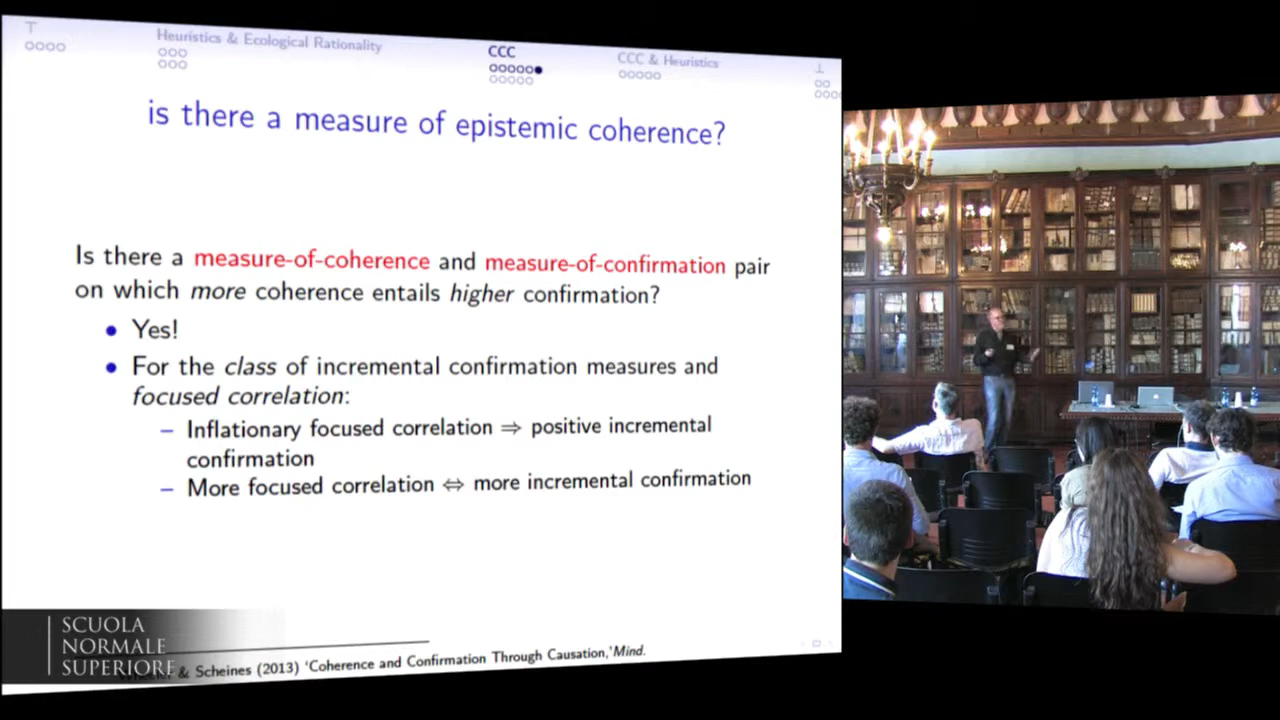 ⊤
Heuristics & Ecological Rationality
CCC
CCC & Heuristics
⊥
is there a measure of epistemic coherence?
Is there a measure-of-coherence and measure-of-confirmation pair
on which more coherence entails higher confirmation?
• Yes!
• For the class of incremental confirmation measures and
focused correlation:
– Inflationary focused correlation ⇒ positive incremental
confirmation
– More focused correlation ⇔ more incremental confirmation
& Scheines (2013) ‘Coherence and Confirmation Through Causation,’ Mind.
SCUOLA
NORMALE
SUPERIORE